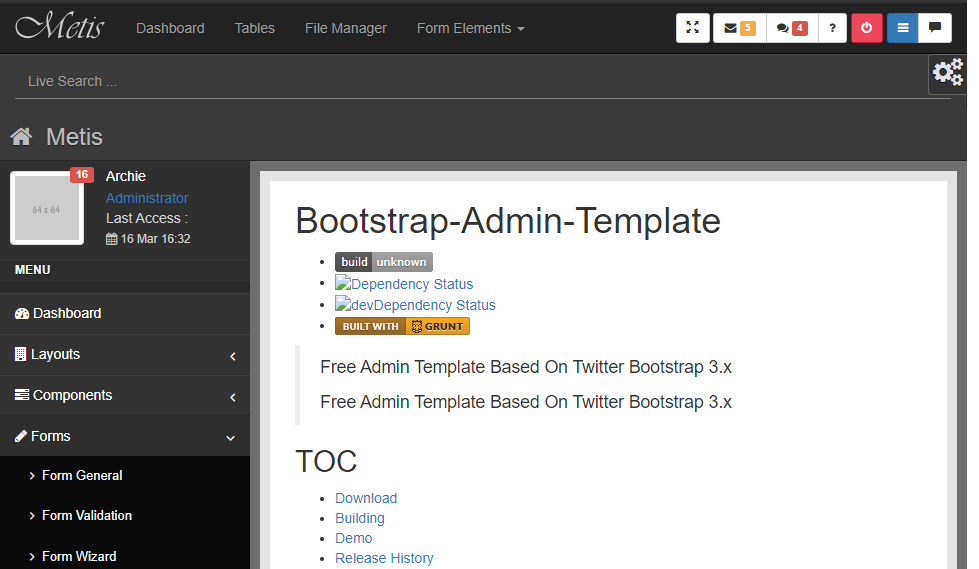 Metis
Dashboard Tables File Manager Form Elements
5 4 ?
Live Search ...
Metis
64 x 64
16
Archie
Administrator
Last Access :
16 Mar 16:32
MENU
Dashboard
Layouts
Components
Forms
Form General
Form Validation
Form Wizard
Bootstrap-Admin-Template
build unknown
Dependency Status
devDependency Status
BUILT WITH GRUNT
Free Admin Template Based On Twitter Bootstrap 3.x
Free Admin Template Based On Twitter Bootstrap 3.x
TOC
Download
Building
Demo
Release History